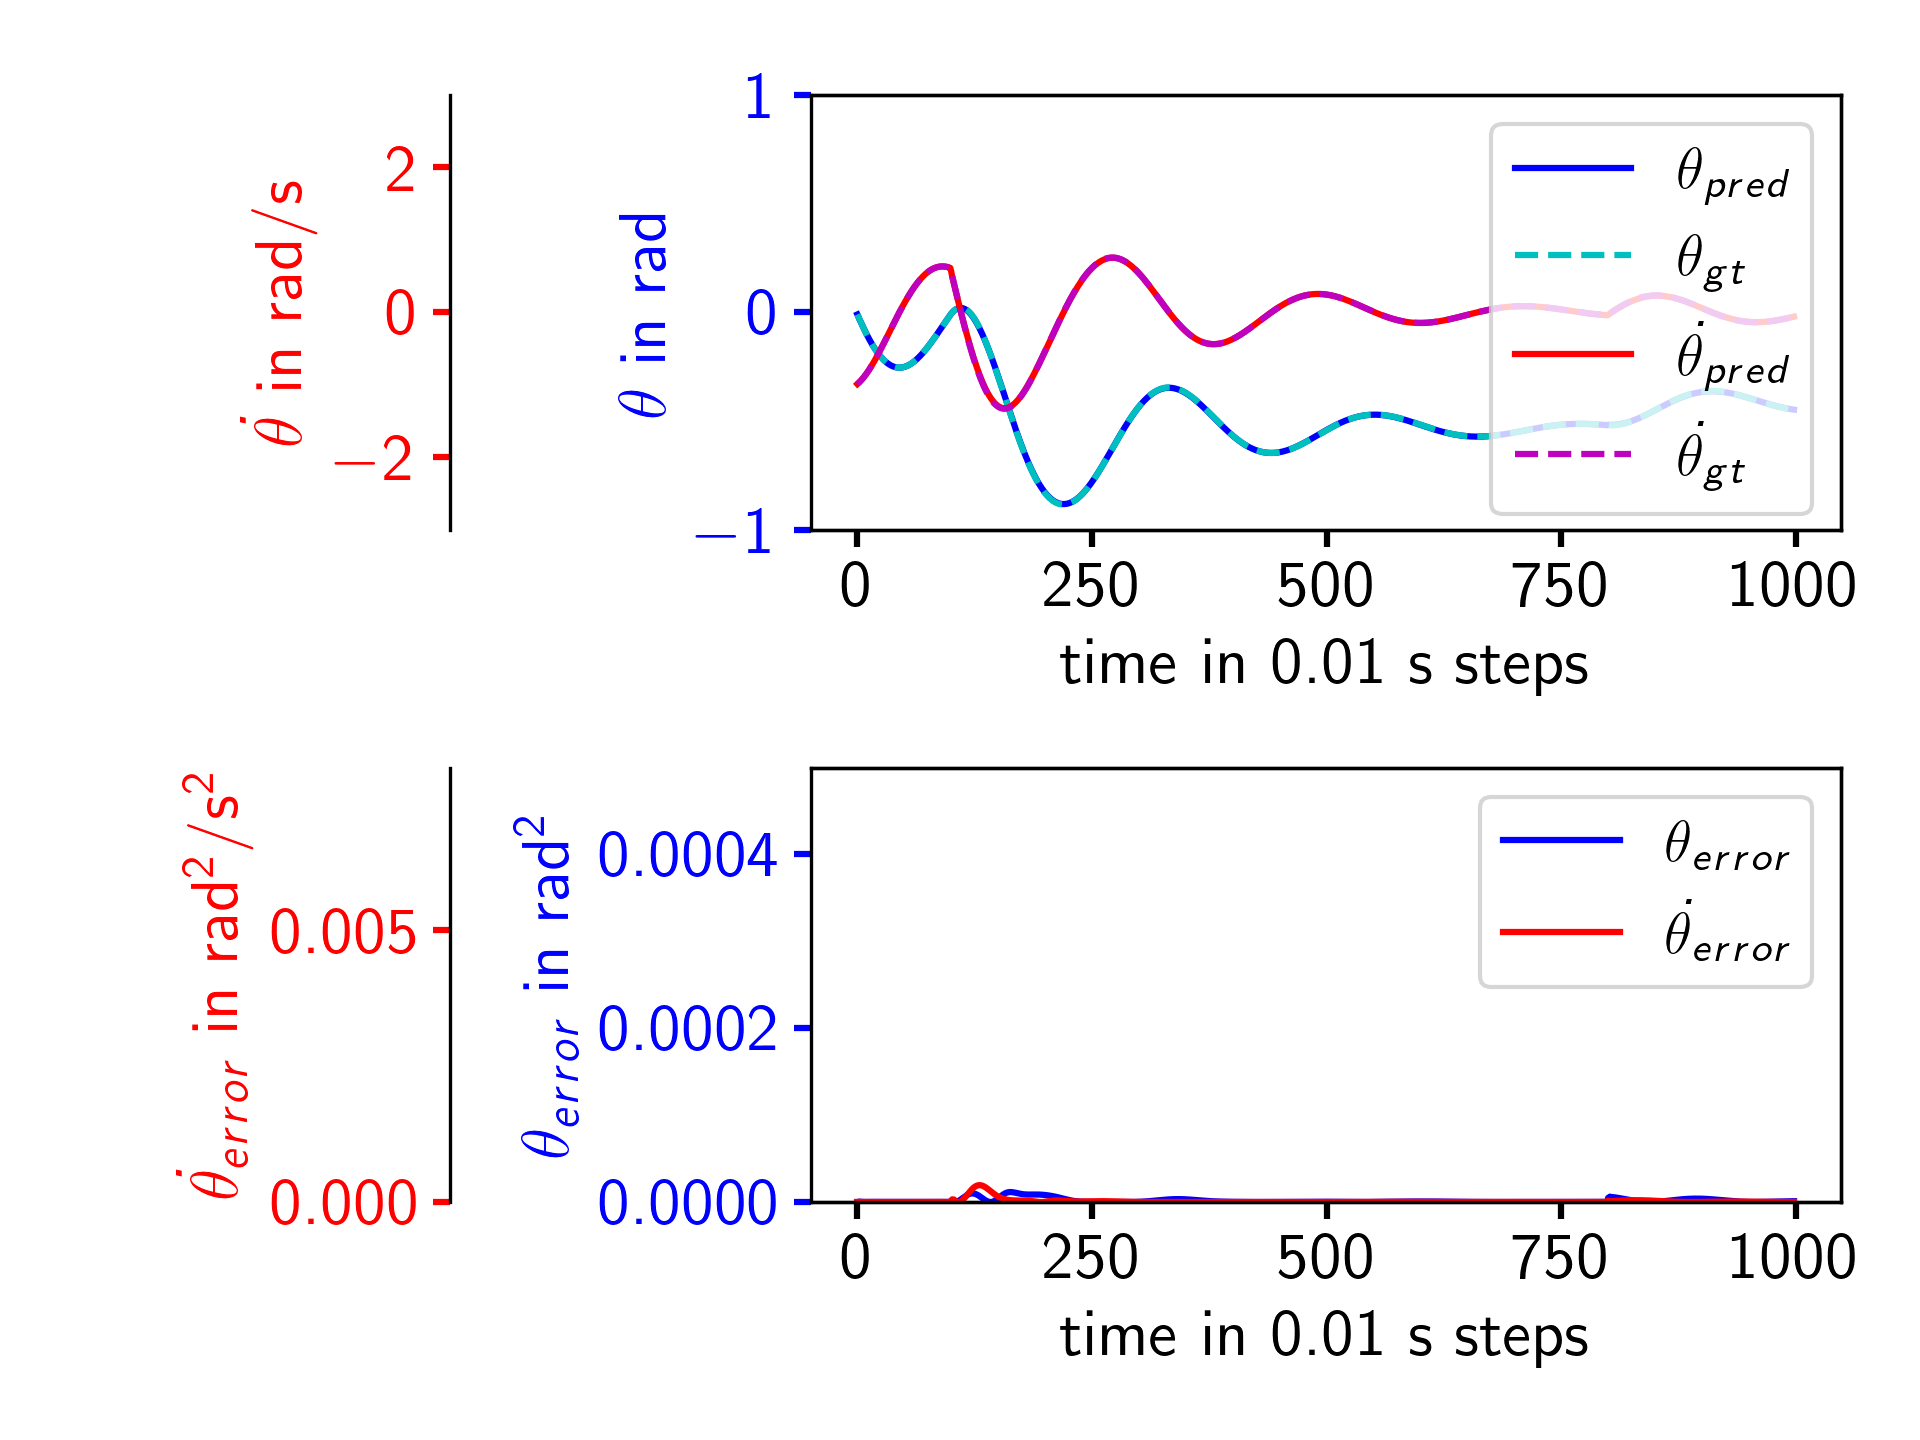 θ̇ in rad/s
2
0
−2
θ in rad
1
0
−1
θ_pred
θ_gt
θ̇_pred
θ̇_gt
0 250 500 750 1000
time in 0.01 s steps
θ̇_error in rad²/s²
0.005
0.000
θ_error in rad²
0.0004
0.0002
0.0000
θ_error
θ̇_error
0 250 500 750 1000
time in 0.01 s steps